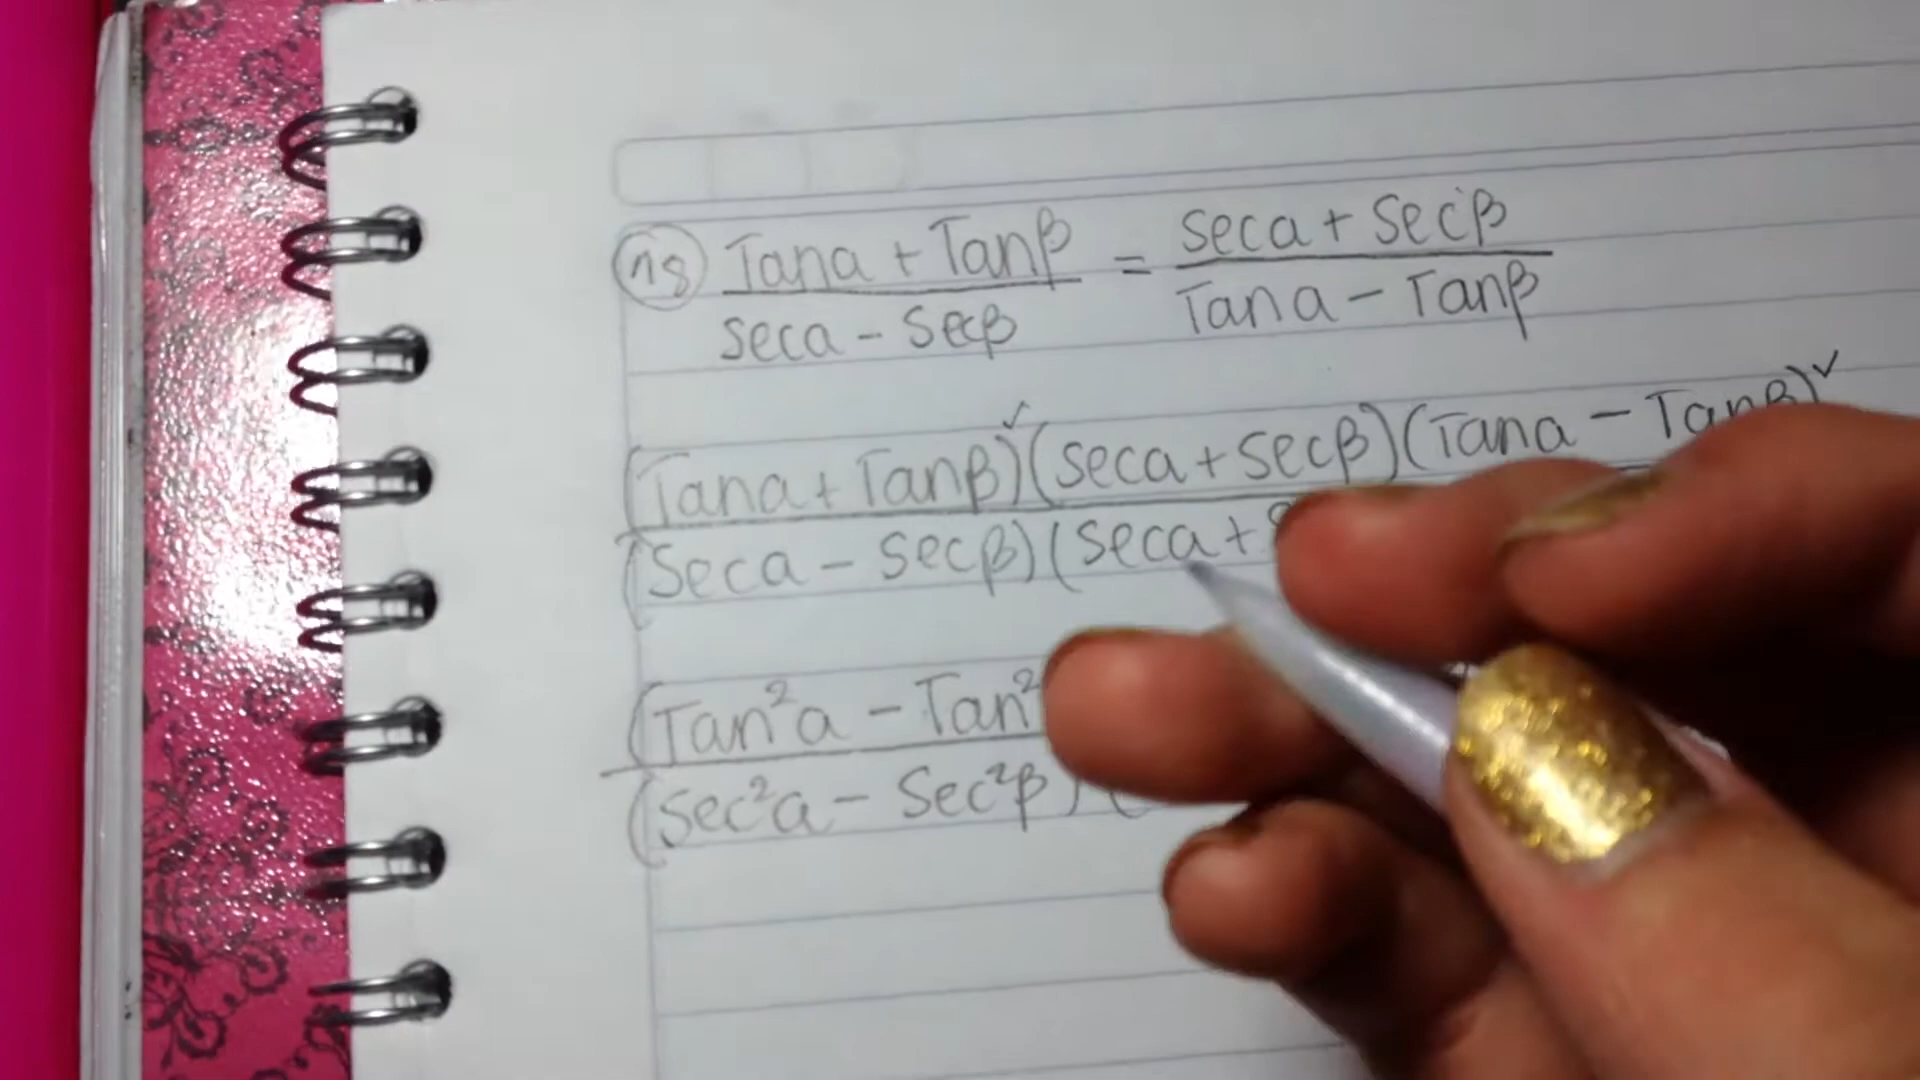 18 Tana + Tanβ = seca + Secβ
seca - Secβ Tana - Tanβ
(Tana + Tanβ)✓(seca + secβ)(Tana - Tanβ)✓
(Seca - Secβ)(seca +
(Tan²a - Tan²
(Sec²a - Sec²β)(